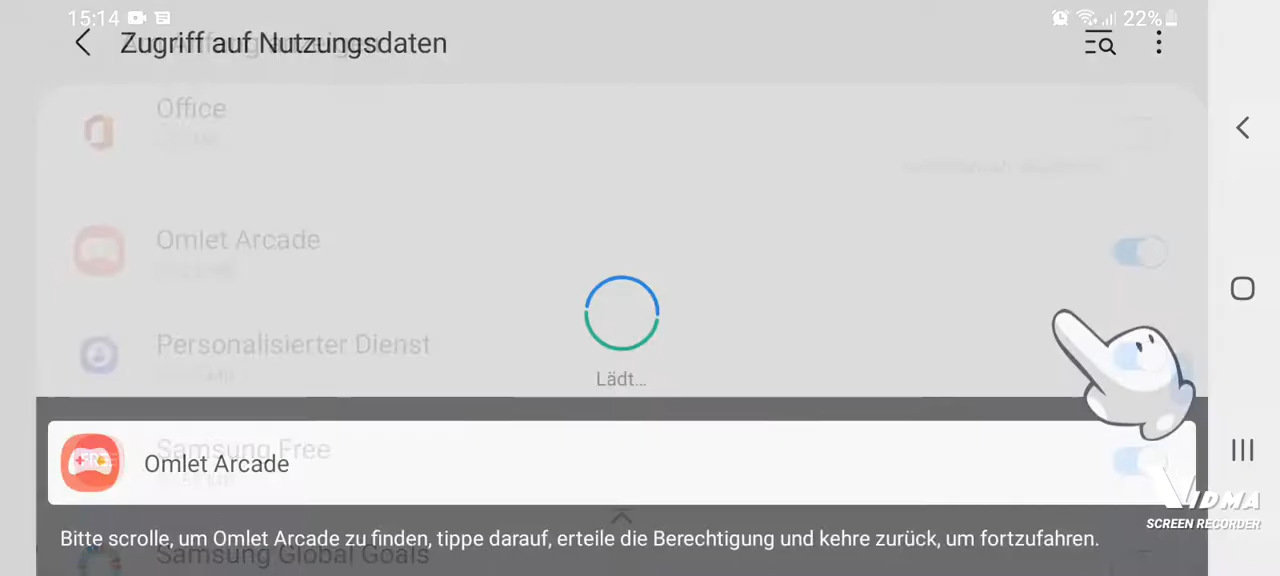 15:14
22%
Zugriff auf Nutzungsdaten
Office
Omlet Arcade
Lädt...
Personalisierter Dienst
Samsung Free
Omlet Arcade
VIDMA
SCREEN RECORDER
Bitte scrolle, um Omlet Arcade zu finden, tippe darauf, erteile die Berechtigung und kehre zurück, um fortzufahren.
Samsung Global Goals